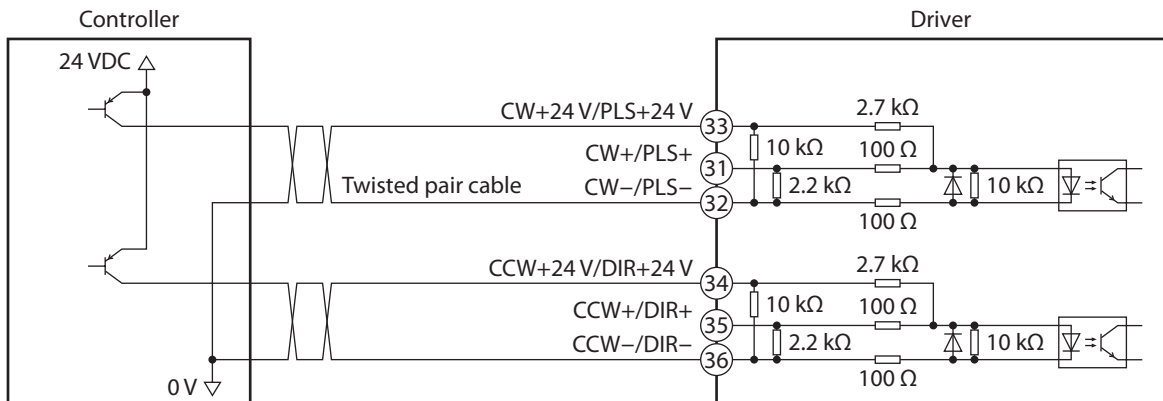 Controller
Driver
24 VDC
CW+24 V/PLS+24 V
33
2.7 kΩ
10 kΩ
CW+/PLS+
31
100 Ω
Twisted pair cable
CW−/PLS−
32
2.2 kΩ
10 kΩ
100 Ω
CCW+24 V/DIR+24 V
34
2.7 kΩ
10 kΩ
CCW+/DIR+
35
100 Ω
CCW−/DIR−
36
2.2 kΩ
10 kΩ
100 Ω
0 V